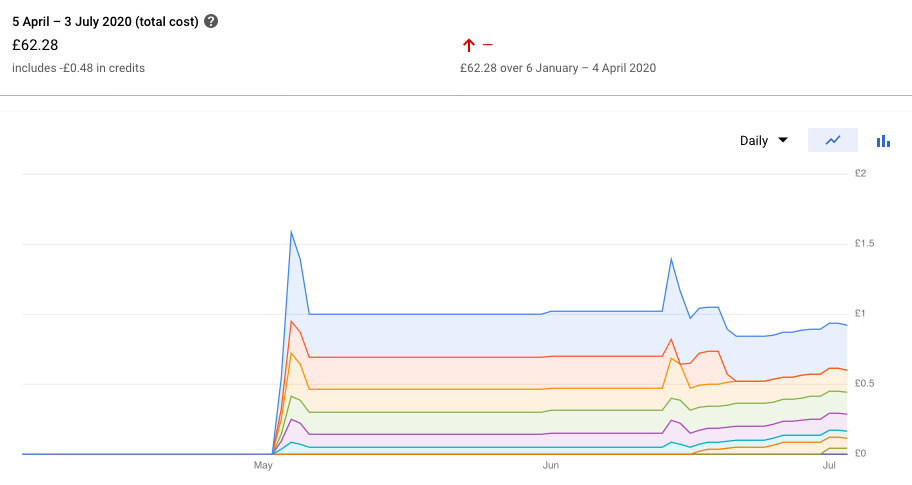 5 April – 3 July 2020 (total cost) ?
£62.28
includes -£0.48 in credits
–
£62.28 over 6 January – 4 April 2020
Daily
£2
£1.5
£1
£0.5
£0
May Jun Jul